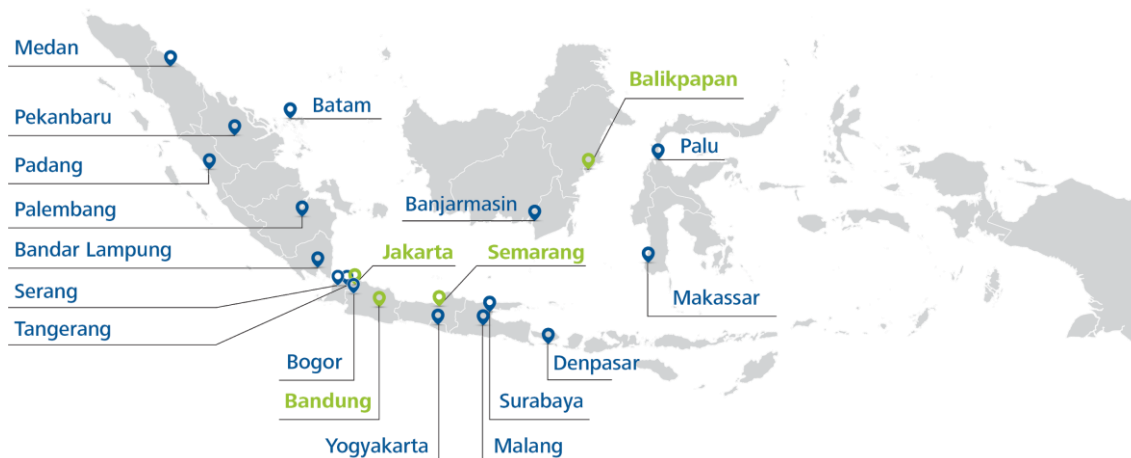 Medan
Balikpapan
Batam
Pekanbaru
Palu
Padang
Banjarmasin
Palembang
Bandar Lampung
Jakarta
Semarang
Serang
Makassar
Tangerang
Bogor
Denpasar
Bandung
Surabaya
Yogyakarta
Malang